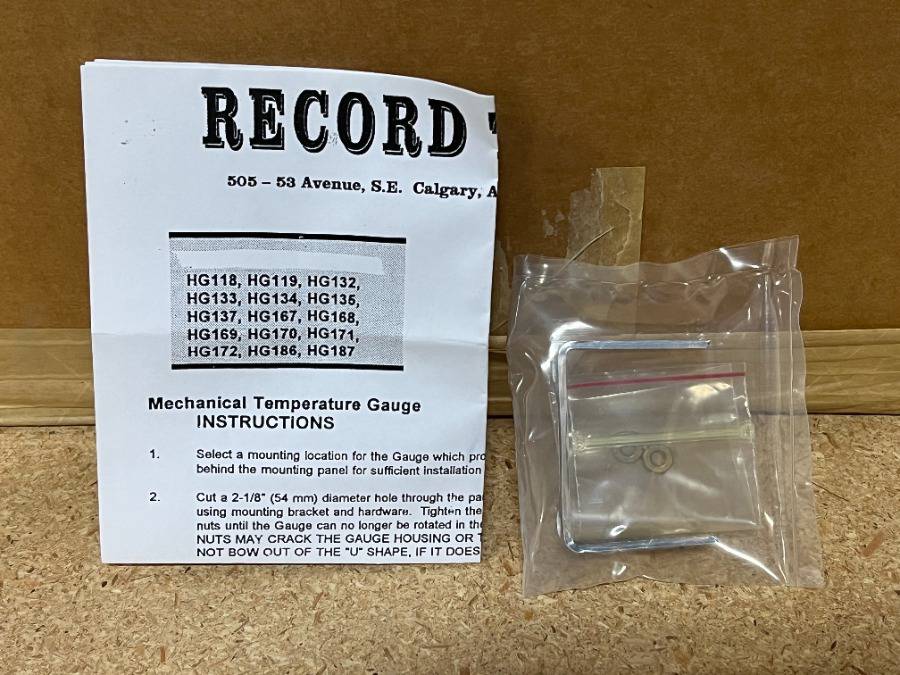 RECORD
505 – 53 Avenue, S.E. Calgary, A
HG118, HG119, HG132,
HG133, HG134, HG135,
HG137, HG167, HG168,
HG169, HG170, HG171,
HG172, HG186, HG187
Mechanical Temperature Gauge
INSTRUCTIONS
1. Select a mounting location for the Gauge which pro
behind the mounting panel for sufficient installation
2. Cut a 2-1/8" (54 mm) diameter hole through the pa
using mounting bracket and hardware. Tighten the
nuts until the Gauge can no longer be rotated in the
NUTS MAY CRACK THE GAUGE HOUSING OR T
NOT BOW OUT OF THE "U" SHAPE, IF IT DOES